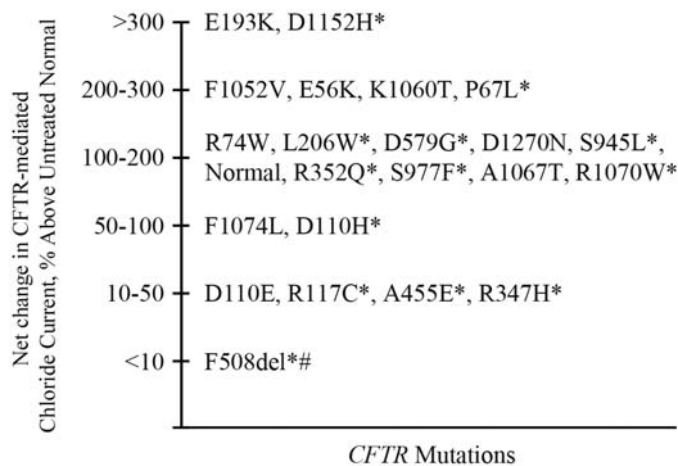 Net change in CFTR-mediated
Chloride Current, % Above Untreated Normal
>300 E193K, D1152H*
200-300 F1052V, E56K, K1060T, P67L*
R74W, L206W*, D579G*, D1270N, S945L*,
100-200
Normal, R352Q*, S977F*, A1067T, R1070W*
50-100 F1074L, D110H*
10-50 D110E, R117C*, A455E*, R347H*
<10 F508del*#
CFTR Mutations